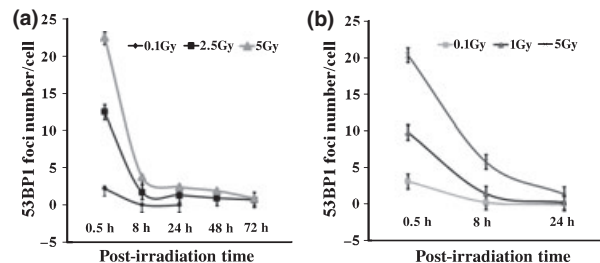 (a)
53BP1 foci number/cell
25
20
15
10
5
0
−5
0.1Gy 2.5Gy 5Gy
0.5 h 8 h 24 h 48 h 72 h
Post-irradiation time
(b)
53BP1 foci number/cell
25
20
15
10
5
0
−5
0.1Gy 1Gy 5Gy
0.5 h 8 h 24 h
Post-irradiation time